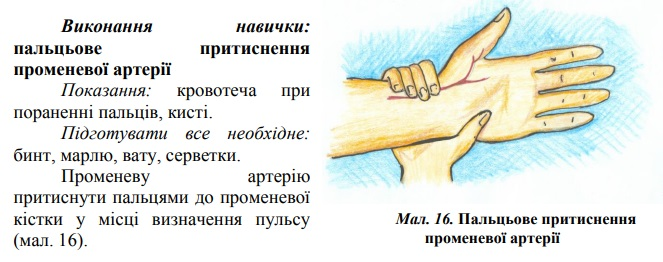 Виконання навички:
пальцьове притиснення
променевої артерії
Показання: кровотеча при
пораненні пальців, кисті.
Підготувати все необхідне:
бинт, марлю, вату, серветки.
Променеву артерію
притиснути пальцями до променевої
кістки у місці визначення пульсу
(мал. 16).
Мал. 16. Пальцьове притиснення
променевої артерії